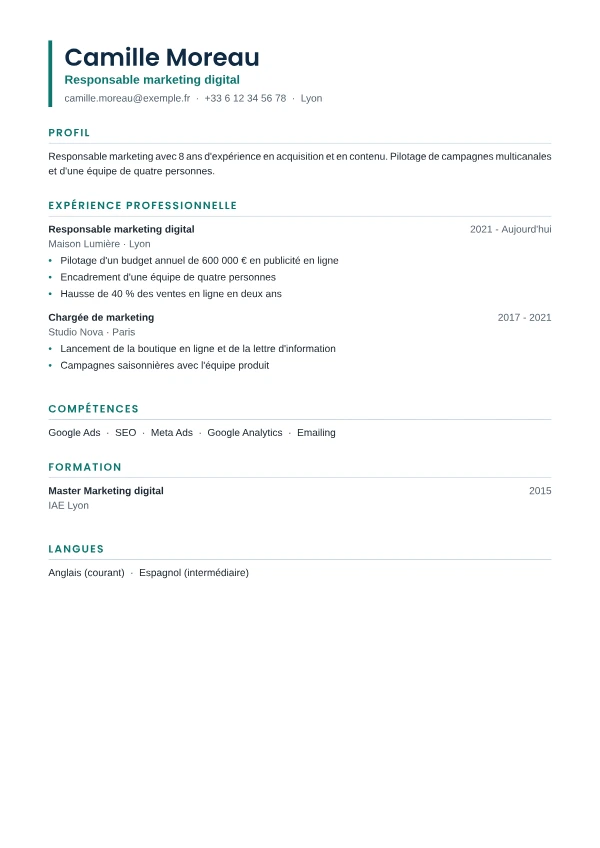 Camille Moreau
Responsable marketing digital
camille.moreau@exemple.fr · +33 6 12 34 56 78 · Lyon
PROFIL
Responsable marketing avec 8 ans d'expérience en acquisition et en contenu. Pilotage de campagnes multicanales
et d'une équipe de quatre personnes.
EXPÉRIENCE PROFESSIONNELLE
Responsable marketing digital 2021 - Aujourd'hui
Maison Lumière · Lyon
• Pilotage d'un budget annuel de 600 000 € en publicité en ligne
• Encadrement d'une équipe de quatre personnes
• Hausse de 40 % des ventes en ligne en deux ans
Chargée de marketing 2017 - 2021
Studio Nova · Paris
• Lancement de la boutique en ligne et de la lettre d'information
• Campagnes saisonnières avec l'équipe produit
COMPÉTENCES
Google Ads · SEO · Meta Ads · Google Analytics · Emailing
FORMATION
Master Marketing digital 2015
IAE Lyon
LANGUES
Anglais (courant) · Espagnol (intermédiaire)